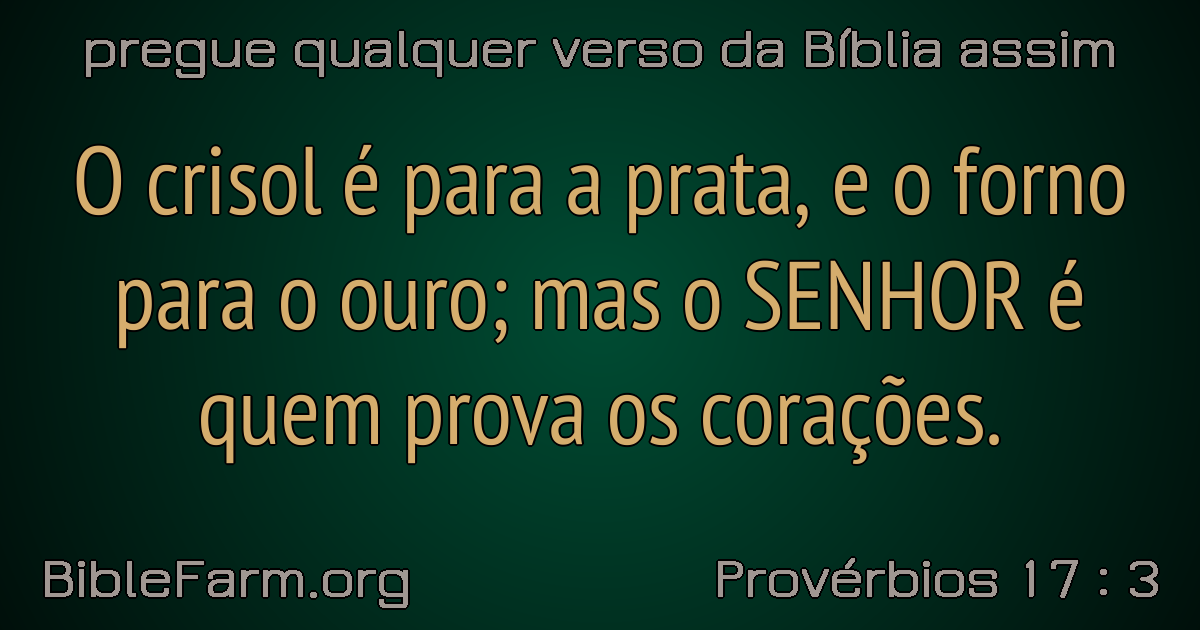 pregue qualquer verso da Bíblia assim
O crisol é para a prata, e o forno
para o ouro; mas o SENHOR é
quem prova os corações.
BibleFarm.org
Provérbios 17 : 3